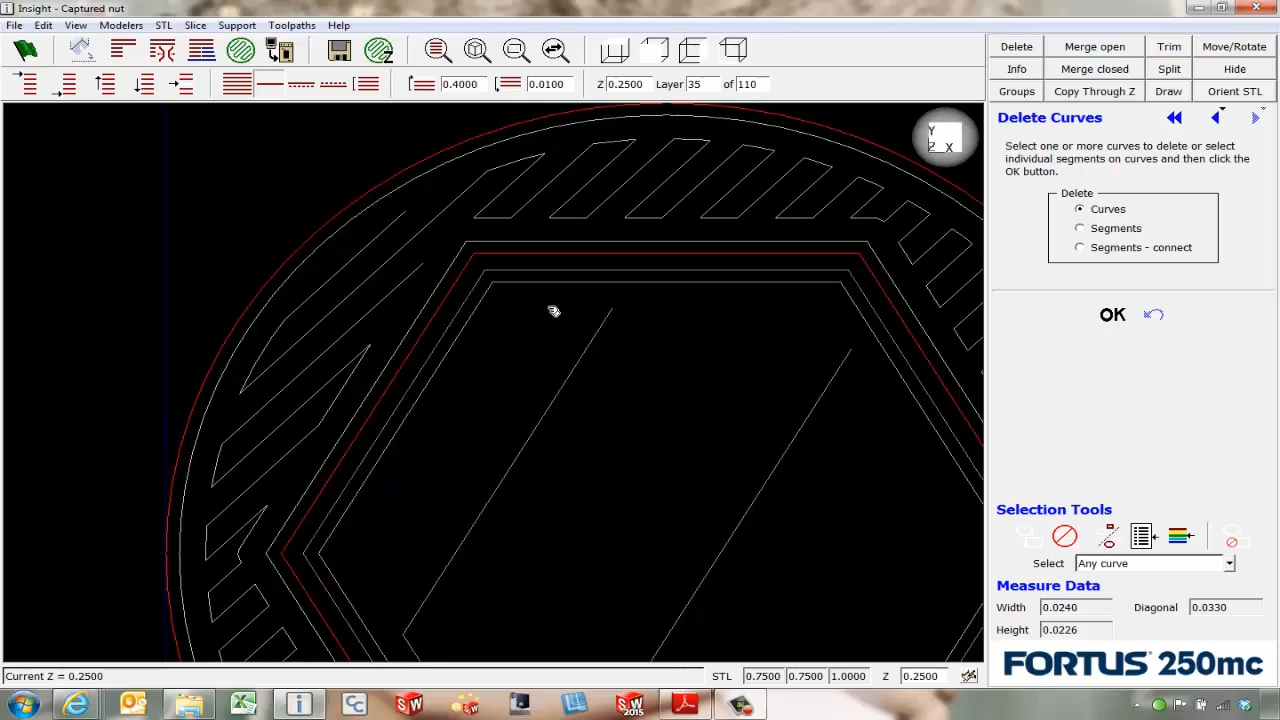 Insight - Captured nut
File Edit View Modelers STL Slice Support Toolpaths Help
Delete Merge open Trim Move/Rotate
Info Merge closed Split Hide
Groups Copy Through Z Draw Orient STL
Z
0.4000 0.0100 Z 0.2500 Layer 35 of 110
Y
Z X
Delete Curves
Select one or more curves to delete or select
individual segments on curves and then click the
OK button.
Delete
Curves
Segments
Segments - connect
OK
Selection Tools
Select Any curve
Measure Data
Width 0.0240 Diagonal 0.0330
Height 0.0226
FORTUS 250mc
Current Z = 0.2500 STL 0.7500 0.7500 1.0000 Z 0.2500
CC SW SW 2015